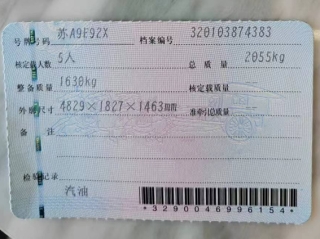 号牌号码 苏A9E9ZX 档案编号 320103874383
核定载人数 5人 总质量 2055kg
整备质量 1630kg 核定载质量
外廓尺寸 4829×1827×1463mm 准牵引总质量
备注
检验记录
汽油
*3290046996154*